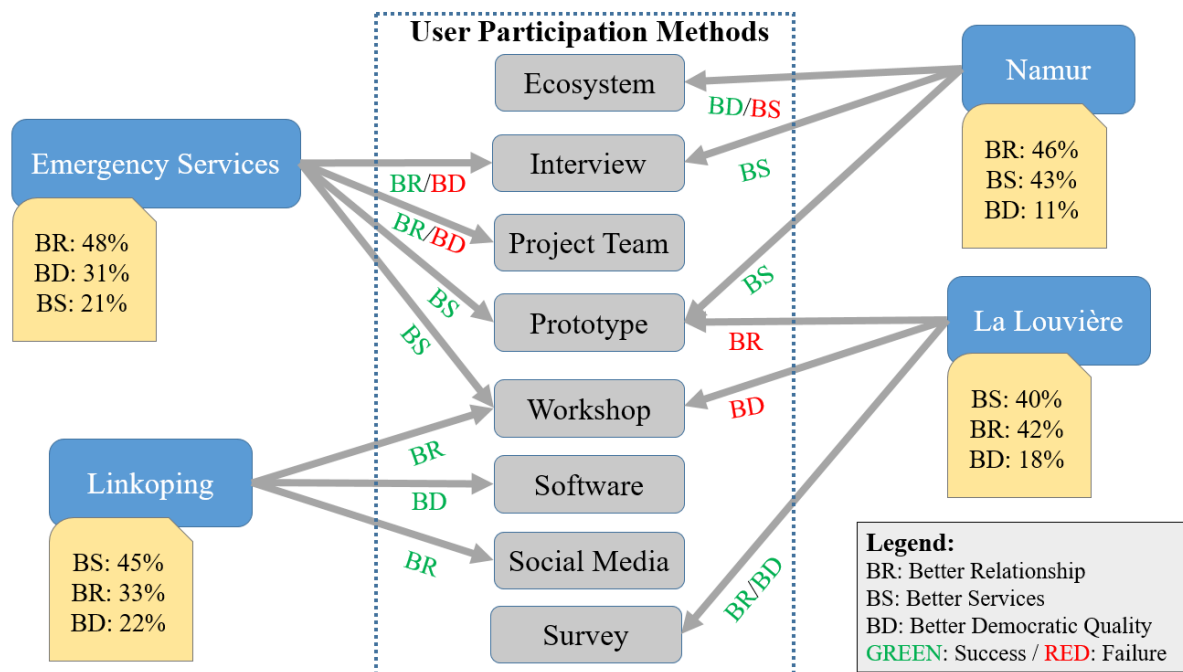 User Participation Methods
Ecosystem
Interview
Project Team
Prototype
Workshop
Software
Social Media
Survey
Emergency Services
BR: 48%
BD: 31%
BS: 21%
BR/BD
BR/BD
BS
BS
Linkoping
BS: 45%
BR: 33%
BD: 22%
BR
BD
BR
Namur
BR: 46%
BS: 43%
BD: 11%
BD/BS
BS
BS
La Louvière
BS: 40%
BR: 42%
BD: 18%
BR
BD
BR/BD
Legend:
BR: Better Relationship
BS: Better Services
BD: Better Democratic Quality
GREEN: Success / RED: Failure